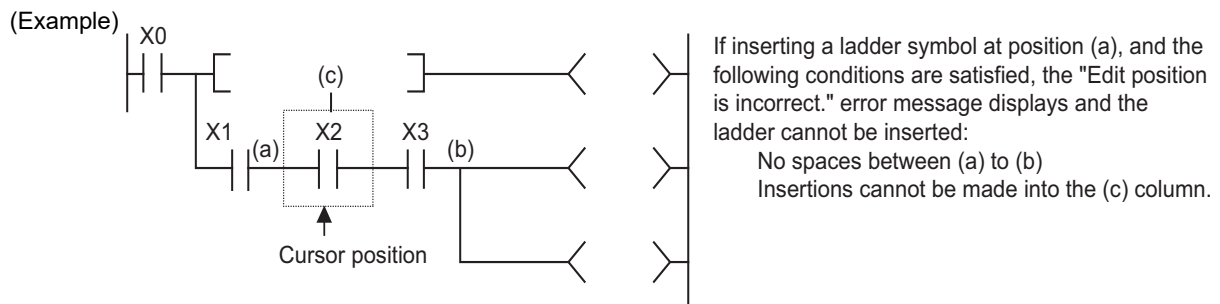 (Example)
X0
(c)
X1
(a)
X2
X3
(b)
Cursor position
If inserting a ladder symbol at position (a), and the
following conditions are satisfied, the "Edit position
is incorrect." error message displays and the
ladder cannot be inserted:
No spaces between (a) to (b)
Insertions cannot be made into the (c) column.